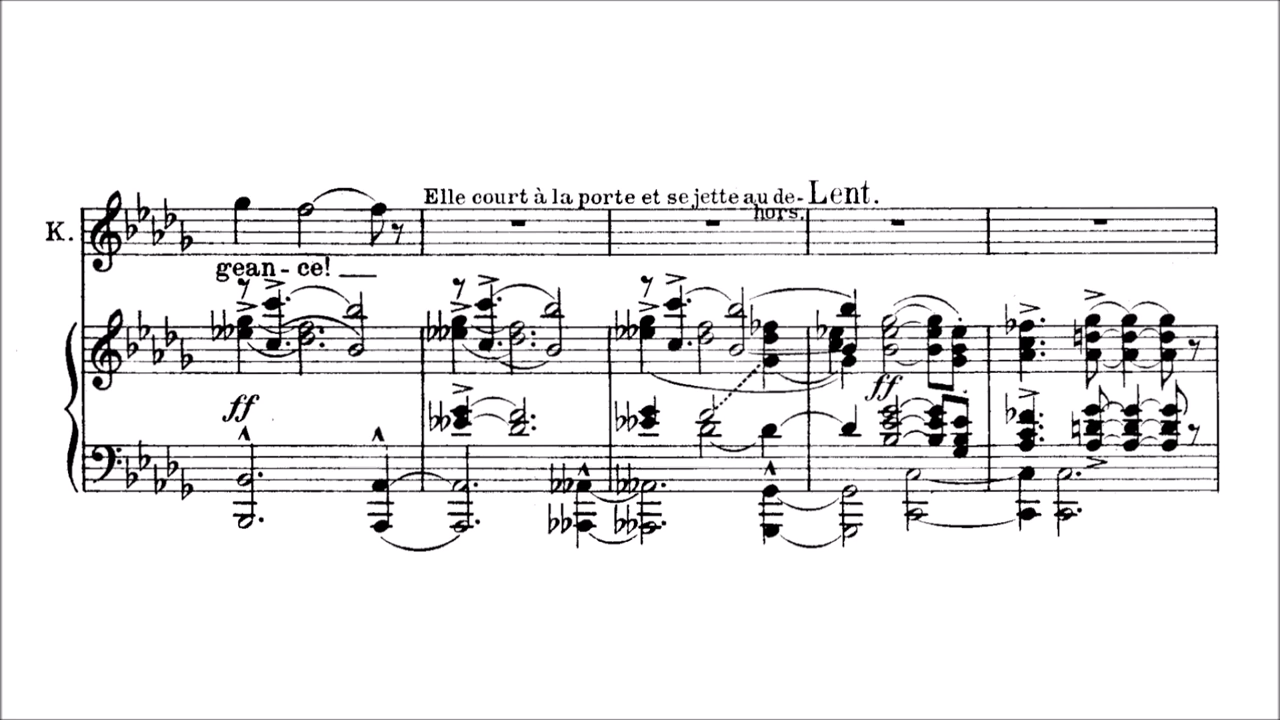 Elle court à la porte et se jette au de- Lent.
hors.
K.
gean - ce!
ff
ff